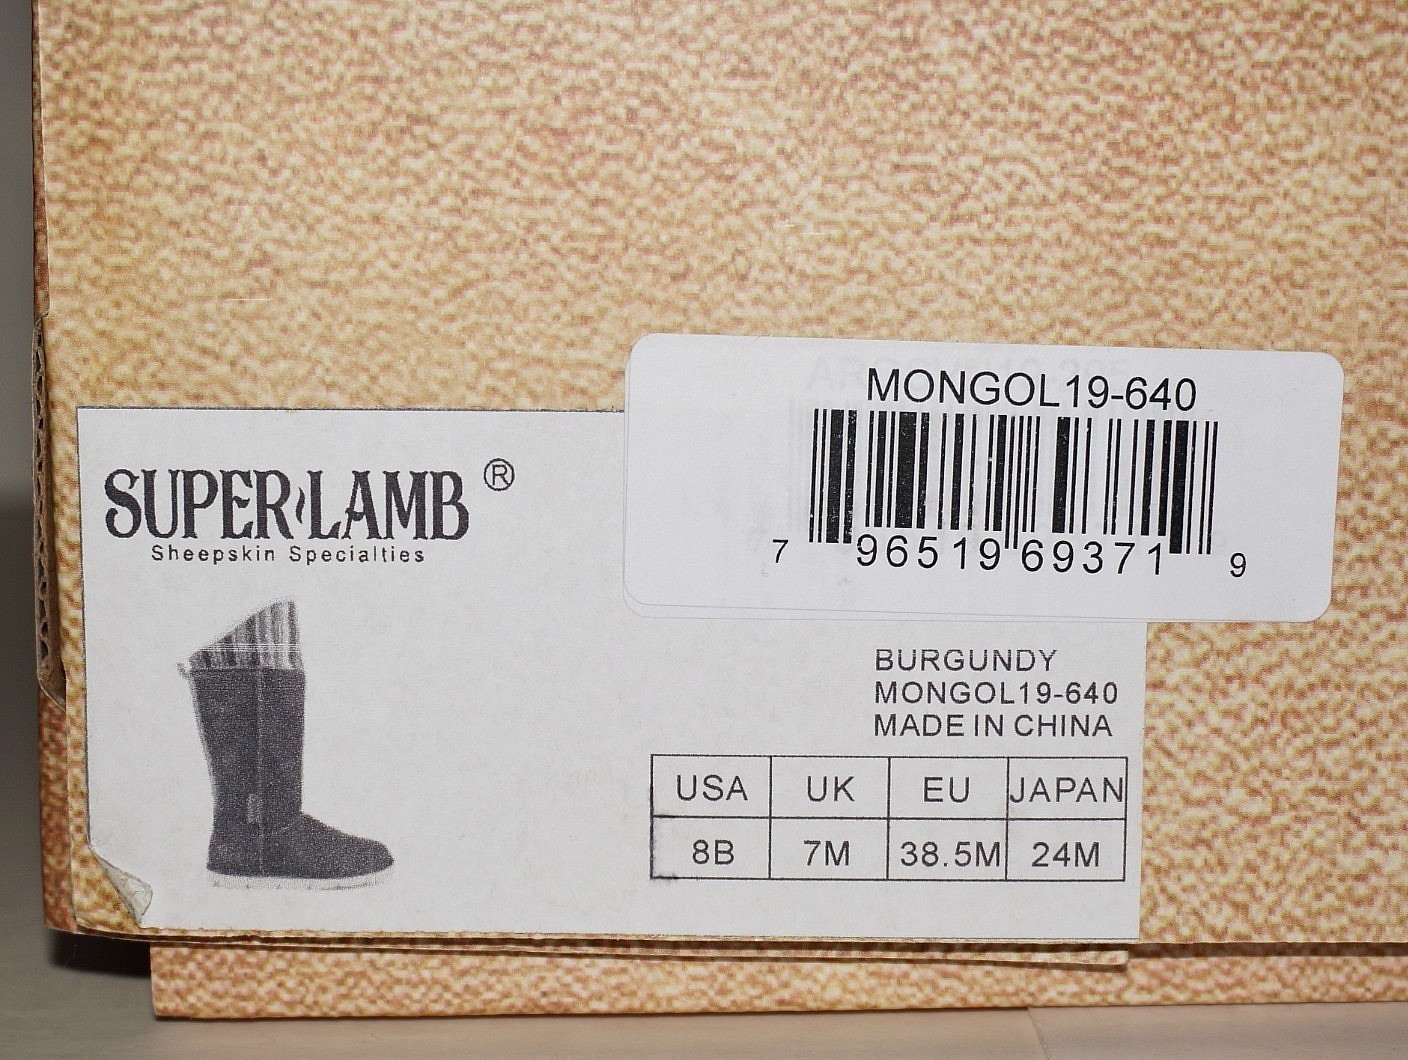 MONGOL19-640
7 96519 69371 9
SUPER LAMB ®
Sheepskin Specialties
BURGUNDY
MONGOL19-640
MADE IN CHINA
USA UK EU JAPAN
8B 7M 38.5M 24M